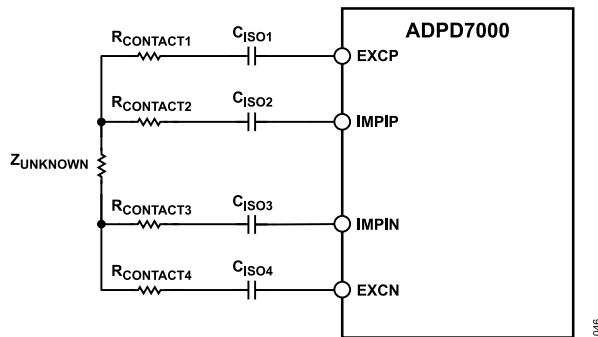 ADPD7000
RCONTACT1
CISO1
EXCP
RCONTACT2
CISO2
IMPIP
ZUNKNOWN
RCONTACT3
CISO3
IMPIN
RCONTACT4
CISO4
EXCN
046